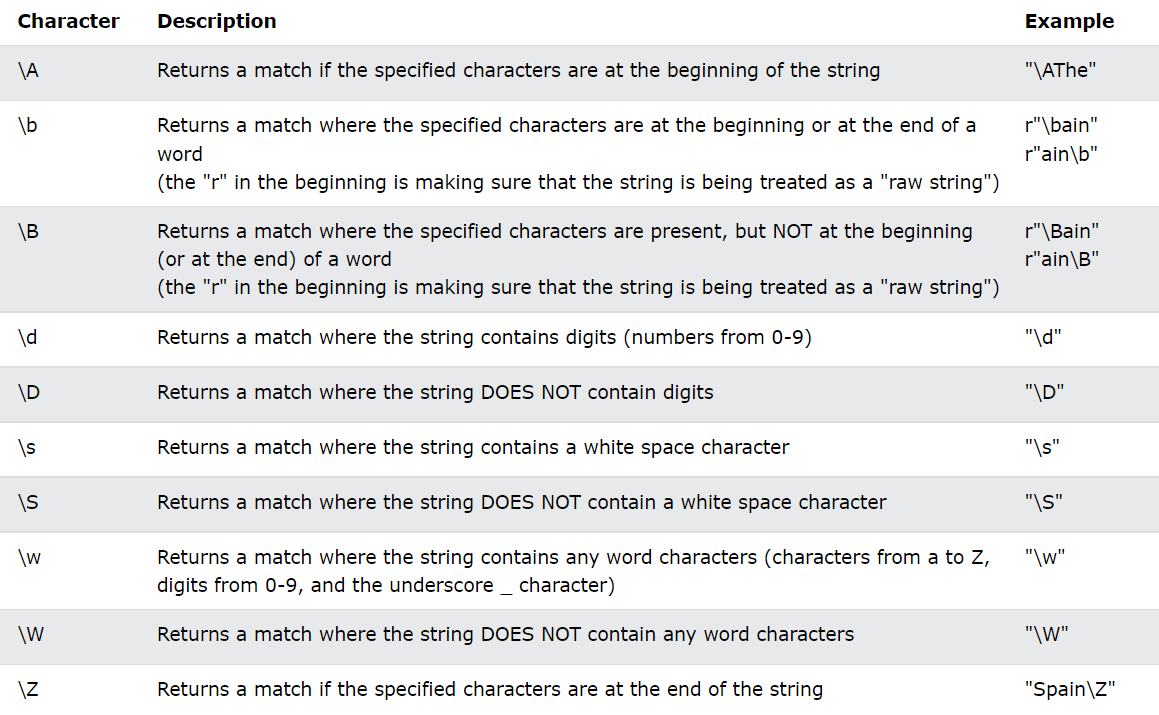 Character Description Example
\A Returns a match if the specified characters are at the beginning of the string "\AThe"
\b Returns a match where the specified characters are at the beginning or at the end of a r"\bain"
word r"ain\b"
(the "r" in the beginning is making sure that the string is being treated as a "raw string")
\B Returns a match where the specified characters are present, but NOT at the beginning r"\Bain"
(or at the end) of a word r"ain\B"
(the "r" in the beginning is making sure that the string is being treated as a "raw string")
\d Returns a match where the string contains digits (numbers from 0-9) "\d"
\D Returns a match where the string DOES NOT contain digits "\D"
\s Returns a match where the string contains a white space character "\s"
\S Returns a match where the string DOES NOT contain a white space character "\S"
\w Returns a match where the string contains any word characters (characters from a to Z, "\w"
digits from 0-9, and the underscore _ character)
\W Returns a match where the string DOES NOT contain any word characters "\W"
\Z Returns a match if the specified characters are at the end of the string "Spain\Z"